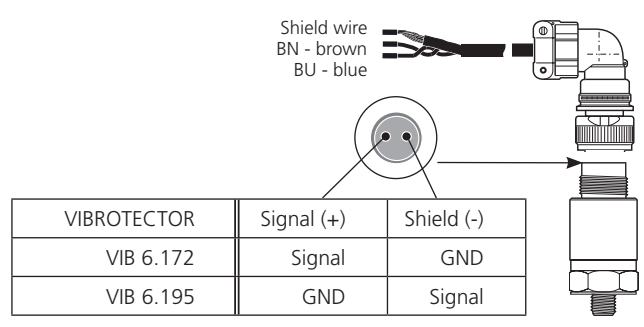 Shield wire
BN - brown
BU - blue
VIBROTECTOR Signal (+) Shield (-)
VIB 6.172 Signal GND
VIB 6.195 GND Signal